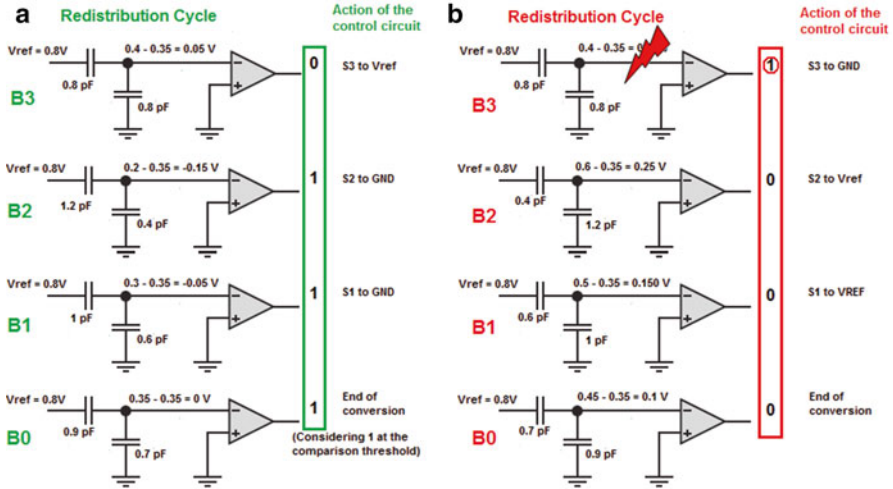 a
Redistribution Cycle
Action of the
control circuit
Vref = 0.8V
0.4 - 0.35 = 0.05 V
0.8 pF
0.8 pF
B3
−
+
0
S3 to Vref
Vref = 0.8V
0.2 - 0.35 = -0.15 V
1.2 pF
0.4 pF
B2
−
+
1
S2 to GND
Vref = 0.8V
0.3 - 0.35 = -0.05 V
1 pF
0.6 pF
B1
−
+
1
S1 to GND
Vref = 0.8V
0.35 - 0.35 = 0 V
0.9 pF
0.7 pF
B0
−
+
1
End of
conversion
(Considering 1 at the
comparison threshold)
b
Redistribution Cycle
Action of the
control circuit
Vref = 0.8V
0.4 - 0.35 =
0.8 pF
0.8 pF
B3
−
+
1
S3 to GND
Vref = 0.8V
0.6 - 0.35 = 0.25 V
0.4 pF
1.2 pF
B2
−
+
0
S2 to Vref
Vref = 0.8V
0.5 - 0.35 = 0.150 V
0.6 pF
1 pF
B1
−
+
0
S1 to VREF
Vref = 0.8V
0.45 - 0.35 = 0.1 V
0.7 pF
0.9 pF
B0
−
+
0
End of
conversion